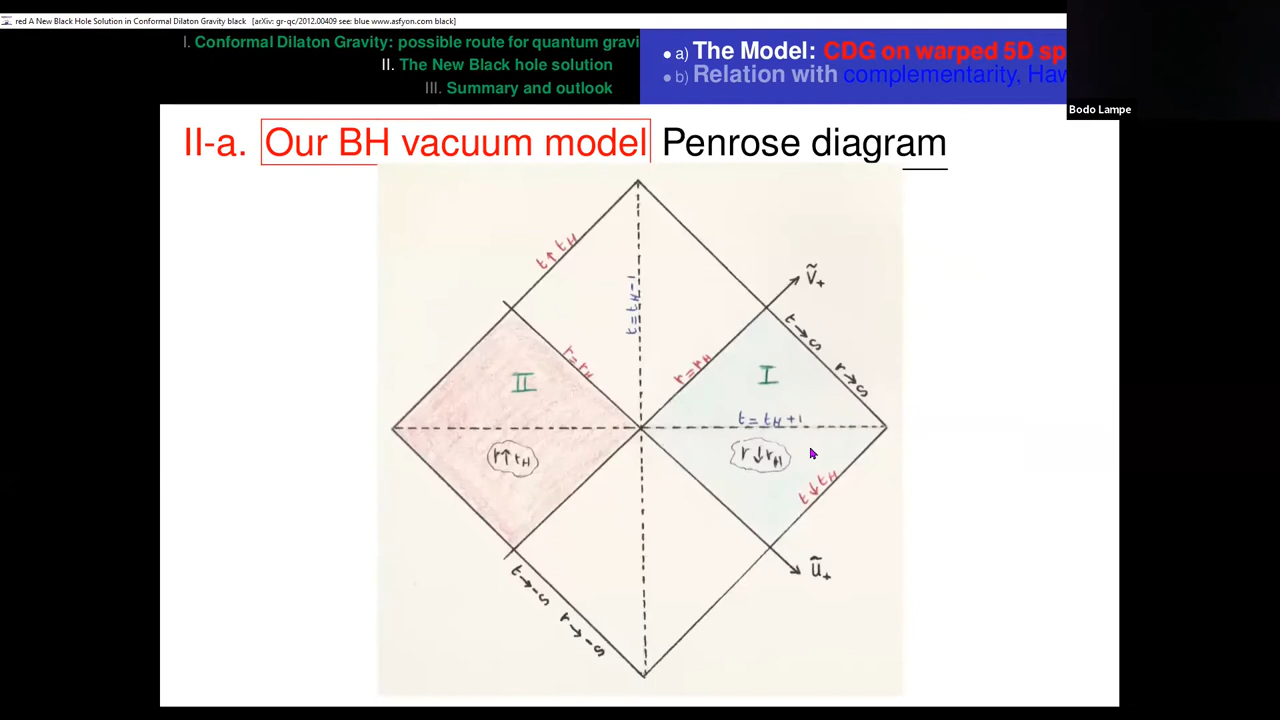 red A New Black Hole Solution in Conformal Dilaton Gravity black [arXiv: gr-qc/2012.00409 see: blue www.asfyon.com black]
I. Conformal Dilaton Gravity: possible route for quantum gravi
II. The New Black hole solution
III. Summary and outlook
a) The Model: CDG on warped 5D sp
b) Relation with complementarity, Haw
Bodo Lampe
II-a. Our BH vacuum model Penrose diagram
t↑tH
Ṽ+
t=tH-1
t→S
r=rH
r=rH
r→S
II
I
t=tH+1
r↑rH
r↓rH
t↓tH
Ũ+
t→-S
r→-S